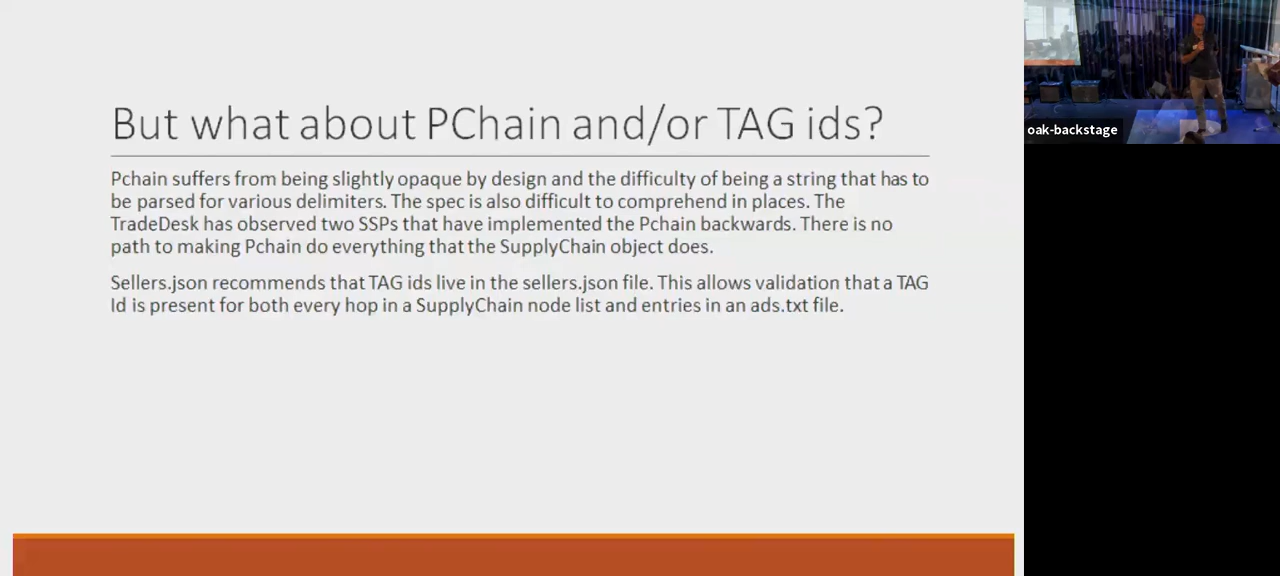 But what about PChain and/or TAG ids?
Pchain suffers from being slightly opaque by design and the difficulty of being a string that has to
be parsed for various delimiters. The spec is also difficult to comprehend in places. The
TradeDesk has observed two SSPs that have implemented the Pchain backwards. There is no
path to making Pchain do everything that the SupplyChain object does.
Sellers.json recommends that TAG ids live in the sellers.json file. This allows validation that a TAG
Id is present for both every hop in a SupplyChain node list and entries in an ads.txt file.
oak-backstage